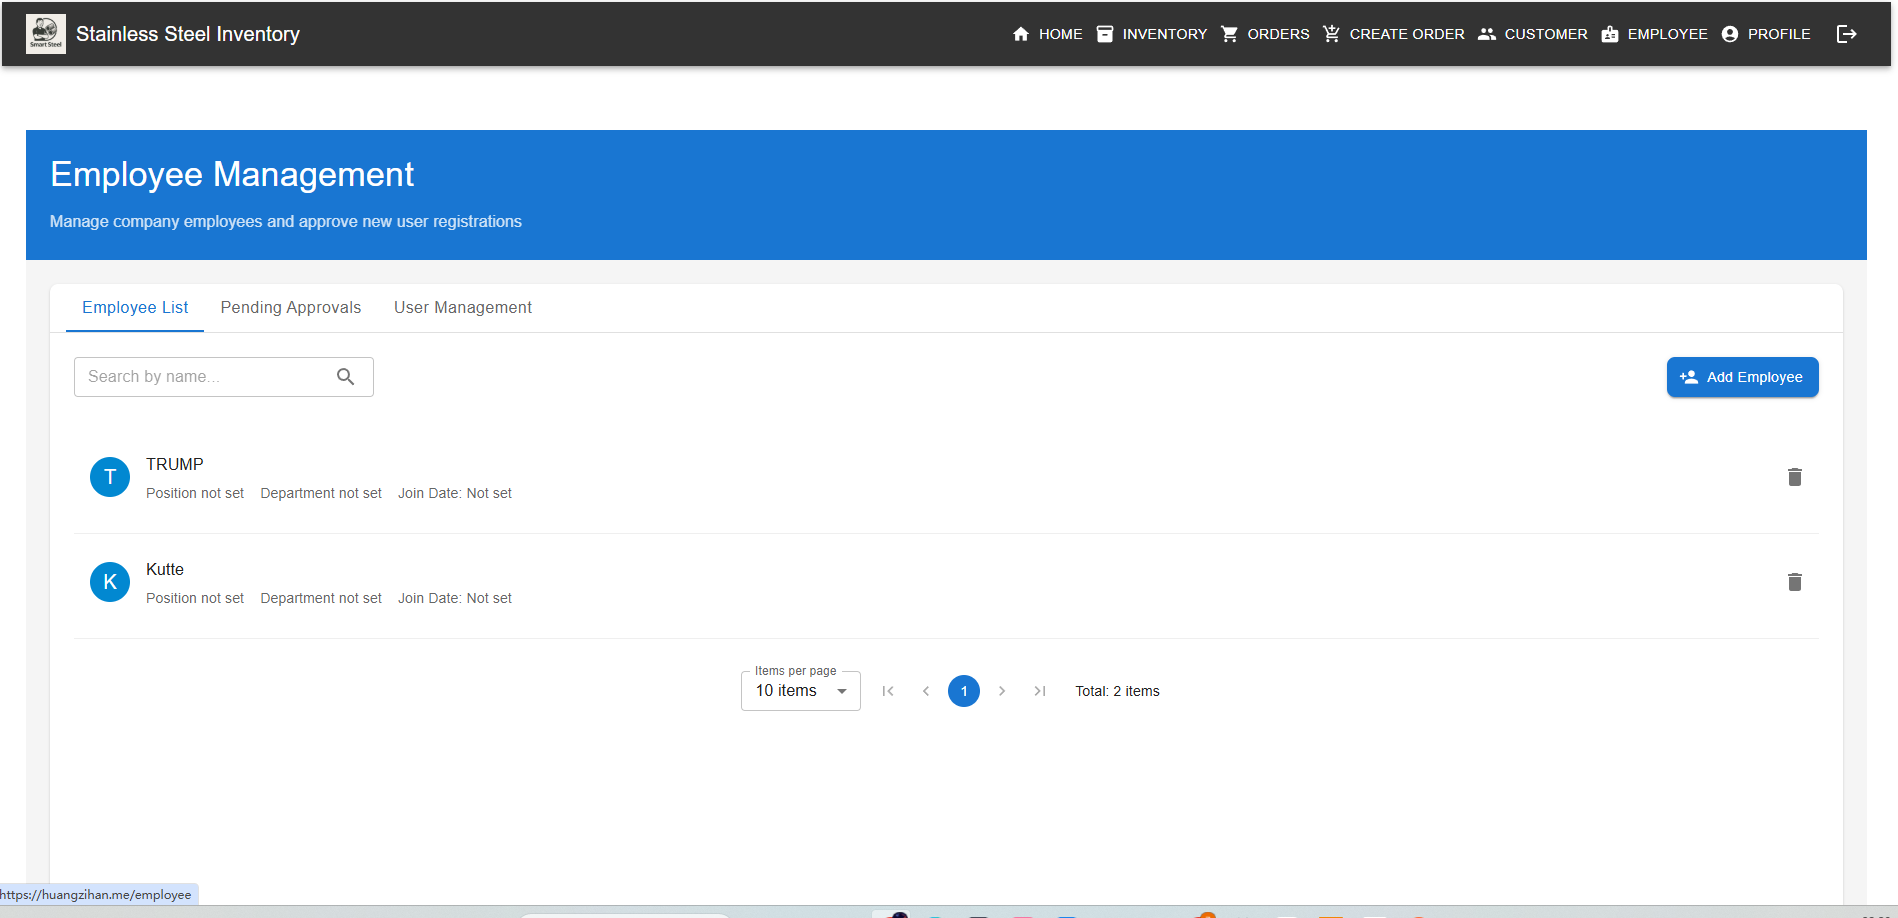 Smart Steel
Stainless Steel Inventory
HOME
INVENTORY
ORDERS
CREATE ORDER
CUSTOMER
EMPLOYEE
PROFILE
Employee Management
Manage company employees and approve new user registrations
Employee List
Pending Approvals
User Management
Search by name...
Add Employee
T
TRUMP
Position not set Department not set Join Date: Not set
K
Kutte
Position not set Department not set Join Date: Not set
Items per page
10 items
1
Total: 2 items
https://huangzihan.me/employee